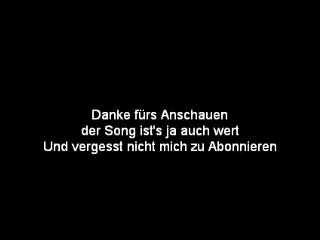 Danke fürs Anschauen
der Song ist's ja auch wert
Und vergesst nicht mich zu Abonnieren